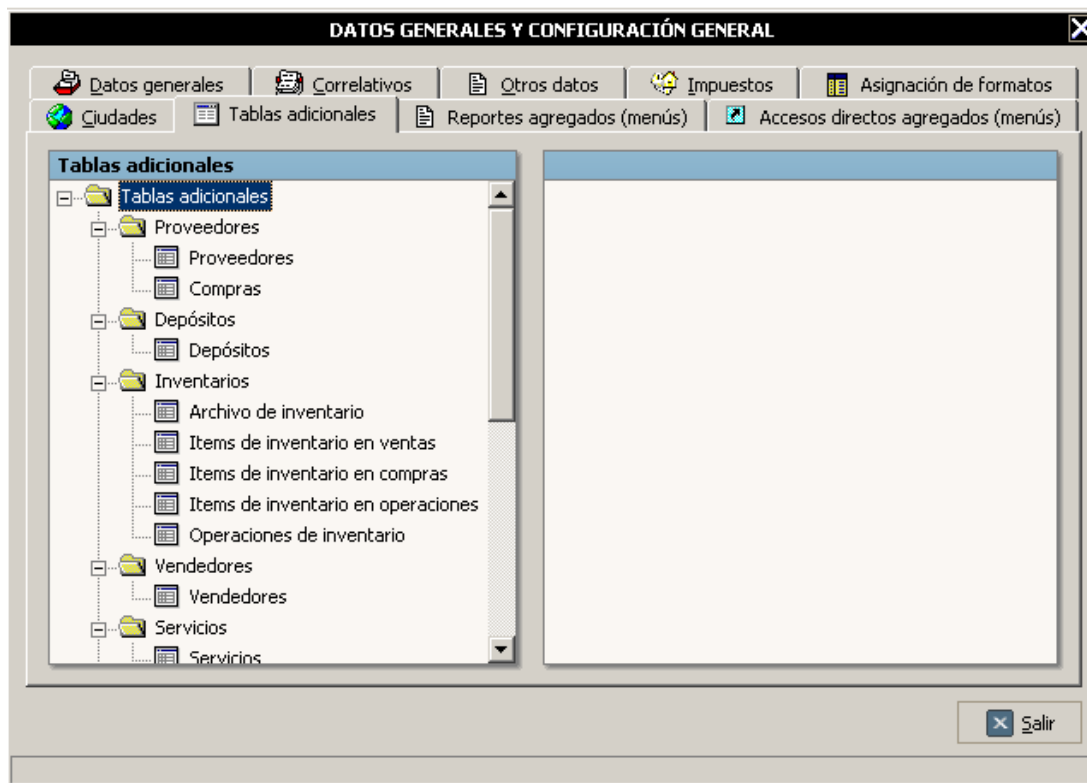 DATOS GENERALES Y CONFIGURACIÓN GENERAL
Datos generales Correlativos Otros datos Impuestos Asignación de formatos
Ciudades Tablas adicionales Reportes agregados (menús) Accesos directos agregados (menús)
Tablas adicionales
Tablas adicionales
Proveedores
Proveedores
Compras
Depósitos
Depósitos
Inventarios
Archivo de inventario
Items de inventario en ventas
Items de inventario en compras
Items de inventario en operaciones
Operaciones de inventario
Vendedores
Vendedores
Servicios
Servicios
Salir